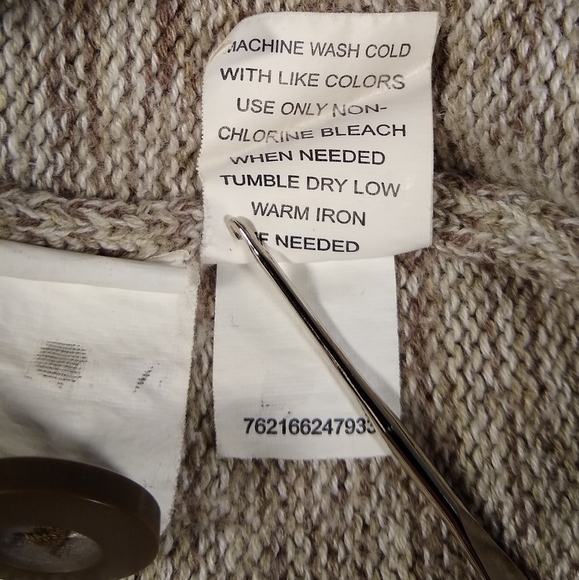 MACHINE WASH COLD
WITH LIKE COLORS
USE ONLY NON-
CHLORINE BLEACH
WHEN NEEDED
TUMBLE DRY LOW
WARM IRON
IF NEEDED